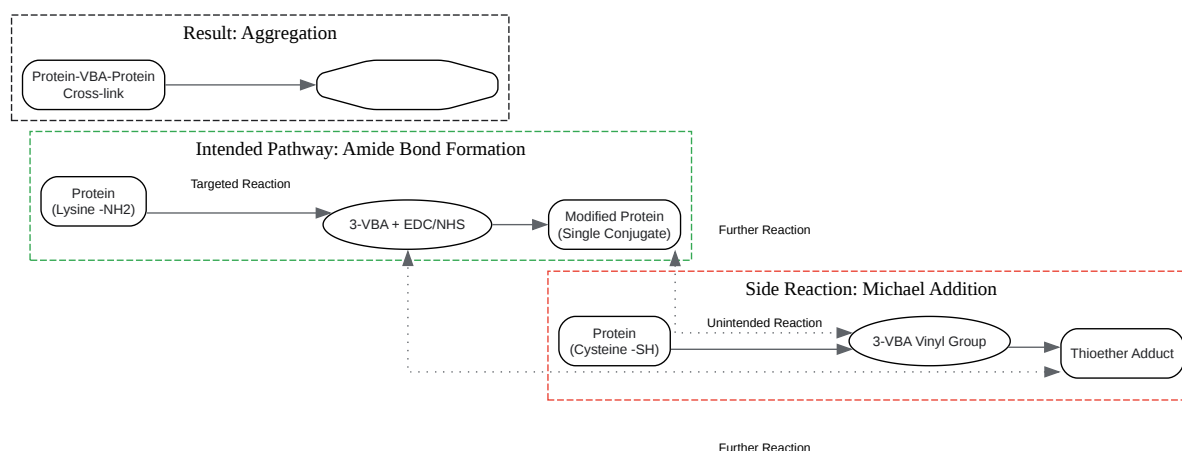 Result: Aggregation
Protein-VBA-Protein
Cross-link
Intended Pathway: Amide Bond Formation
Targeted Reaction
Protein
(Lysine -NH2)
3-VBA + EDC/NHS
Modified Protein
(Single Conjugate)
Further Reaction
Side Reaction: Michael Addition
Unintended Reaction
Protein
(Cysteine -SH)
3-VBA Vinyl Group
Thioether Adduct
Further Reaction